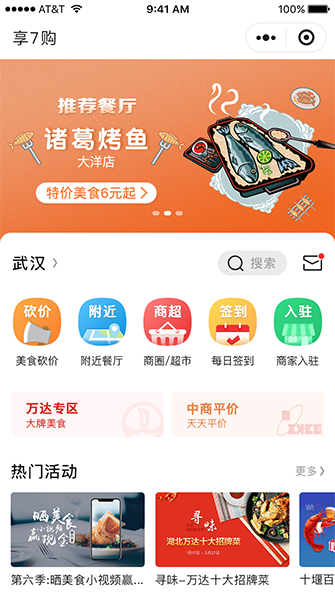 AT&T
9:41 AM
100%
享7购
推荐餐厅
诸葛烤鱼
大洋店
特价美食6元起 >
武汉
搜索
砍价
附近
商超
签到
入驻
美食砍价
附近餐厅
商圈/超市
每日签到
商家入驻
万达专区
大牌美食
中商平价
天天平价
热门活动
更多
晒美食
小视频
赢现金
寻味
湖北万达十大招牌菜
第六季:晒美食小视频赢...
寻味-万达十大招牌菜
十堰百